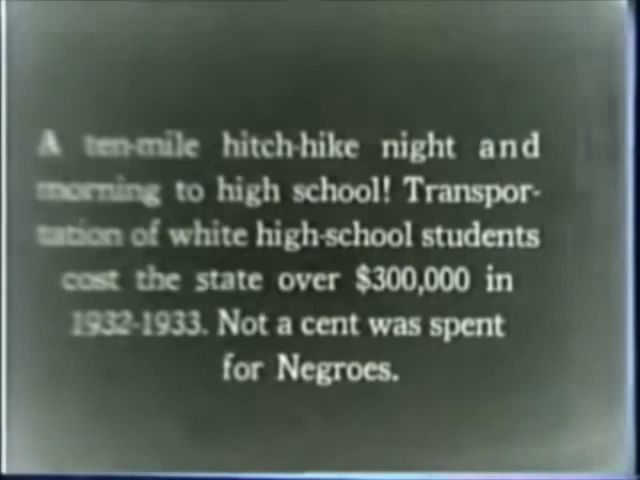 A ten-mile hitch-hike night and
morning to high school! Transpor-
tation of white high-school students
cost the state over $300,000 in
1932-1933. Not a cent was spent
for Negroes.